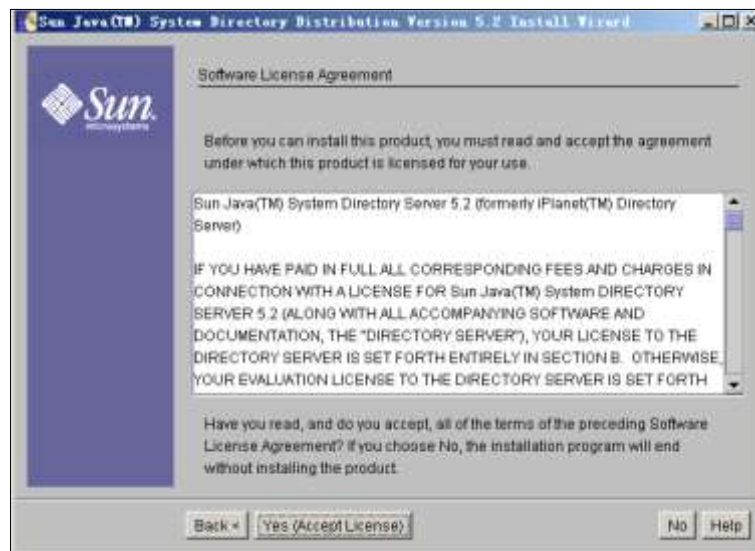 Sun Java(TM) System Directory Distribution Version 5.2 Install Wizard
Sun.
microsystems
Software License Agreement
Before you can install this product, you must read and accept the agreement
under which this product is licensed for your use.
Sun Java(TM) System Directory Server 5.2 (formerly iPlanet(TM) Directory
Server)
IF YOU HAVE PAID IN FULL ALL CORRESPONDING FEES AND CHARGES IN
CONNECTION WITH A LICENSE FOR Sun Java(TM) System DIRECTORY
SERVER 5.2 (ALONG WITH ALL ACCOMPANYING SOFTWARE AND
DOCUMENTATION, THE "DIRECTORY SERVER"), YOUR LICENSE TO THE
DIRECTORY SERVER IS SET FORTH ENTIRELY IN SECTION B. OTHERWISE,
YOUR EVALUATION LICENSE TO THE DIRECTORY SERVER IS SET FORTH
Have you read, and do you accept, all of the terms of the preceding Software
License Agreement? If you choose No, the installation program will end
without installing the product.
Back < Yes (Accept License) No Help